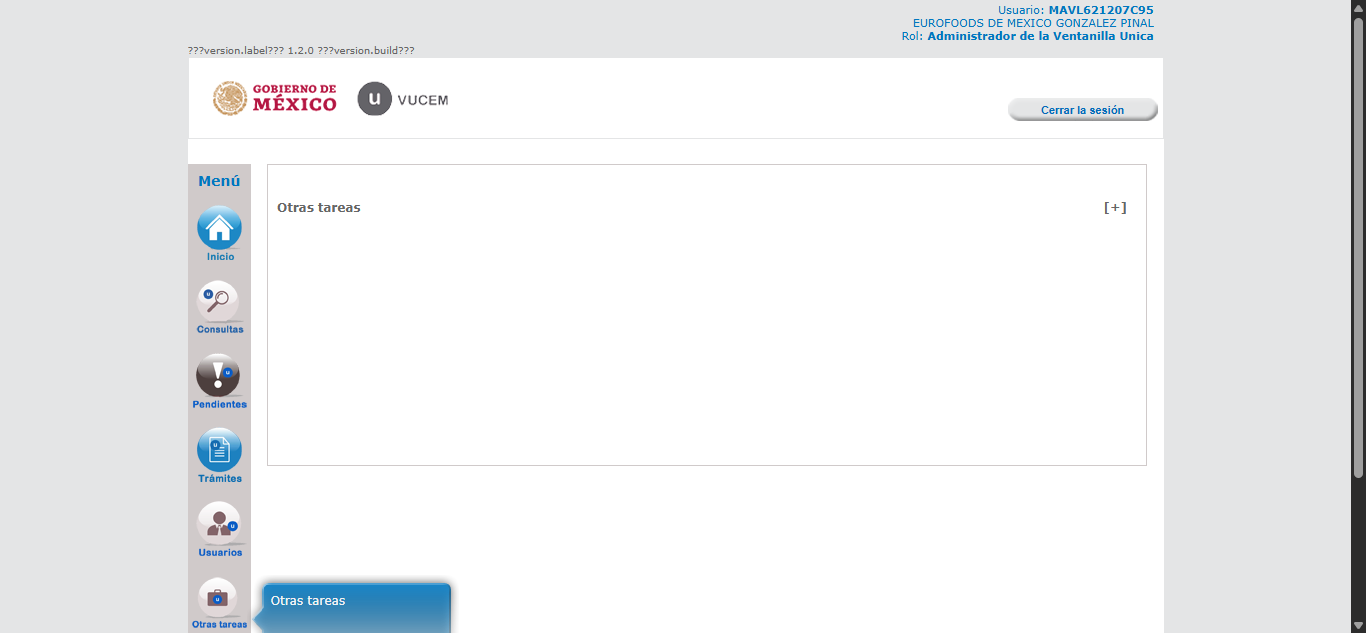 Usuario: MAVL621207C95
EUROFOODS DE MEXICO GONZALEZ PINAL
Rol: Administrador de la Ventanilla Unica
???version.label??? 1.2.0 ???version.build???
GOBIERNO DE
MÉXICO
u VUCEM
Cerrar la sesión
Menú
Otras tareas [+]
Inicio
u
Consultas
u
Pendientes
u
Trámites
u
Usuarios
u
Otras tareas
Otras tareas